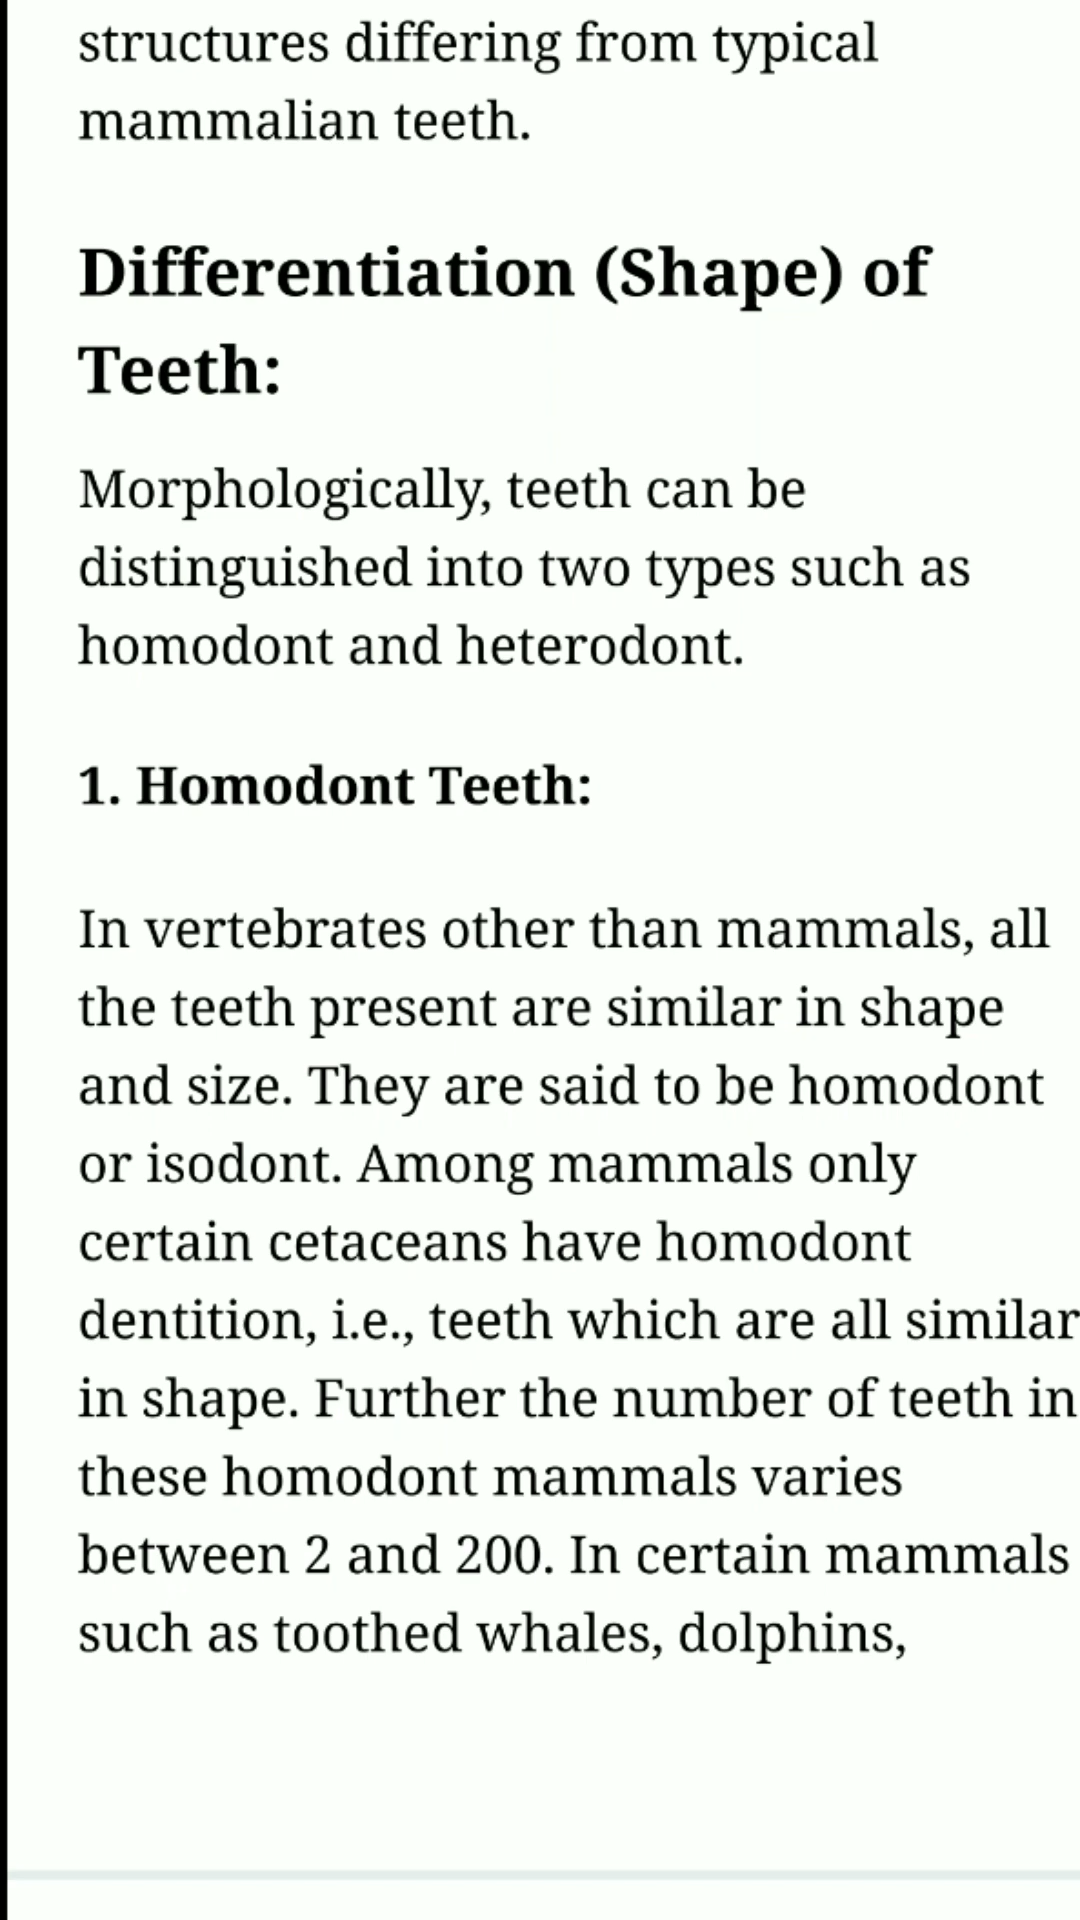 structures differing from typical
mammalian teeth.
Differentiation (Shape) of
Teeth:
Morphologically, teeth can be
distinguished into two types such as
homodont and heterodont.
1. Homodont Teeth:
In vertebrates other than mammals, all
the teeth present are similar in shape
and size. They are said to be homodont
or isodont. Among mammals only
certain cetaceans have homodont
dentition, i.e., teeth which are all similar
in shape. Further the number of teeth in
these homodont mammals varies
between 2 and 200. In certain mammals
such as toothed whales, dolphins,